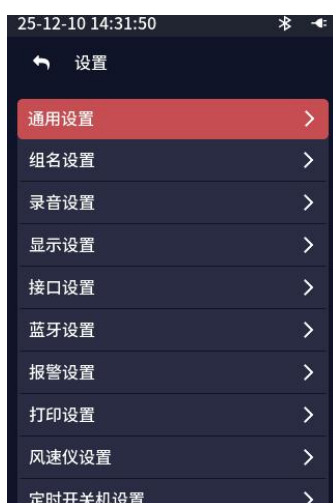 25-12-10 14:31:50
设置
通用设置
组名设置
录音设置
显示设置
接口设置
蓝牙设置
报警设置
打印设置
风速仪设置
定时开关机设置